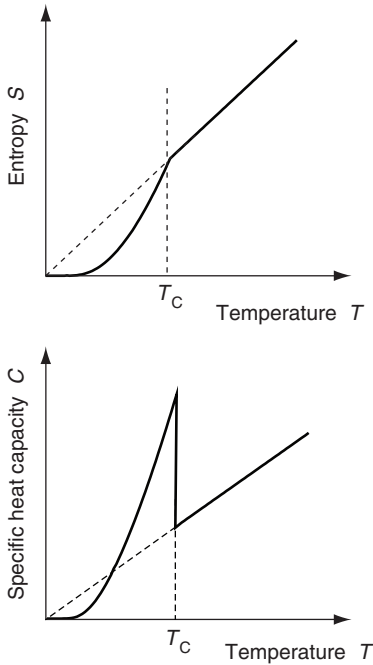 Entropy S
T_C
Temperature T
Specific heat capacity C
T_C
Temperature T